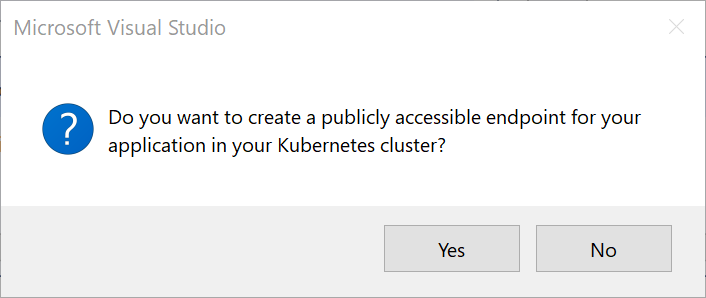 Microsoft Visual Studio
Do you want to create a publicly accessible endpoint for your
application in your Kubernetes cluster?
Yes
No